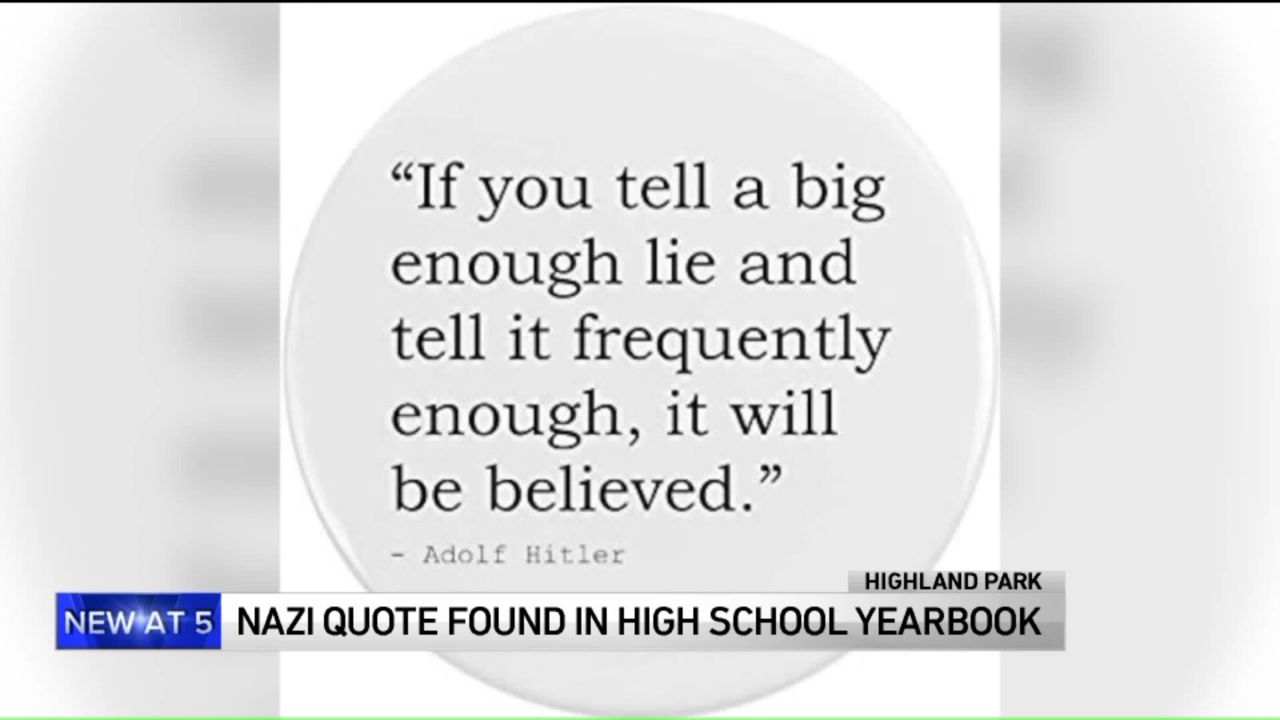 “If you tell a big
enough lie and
tell it frequently
enough, it will
be believed.”
- Adolf Hitler
HIGHLAND PARK
NEW AT 5
NAZI QUOTE FOUND IN HIGH SCHOOL YEARBOOK